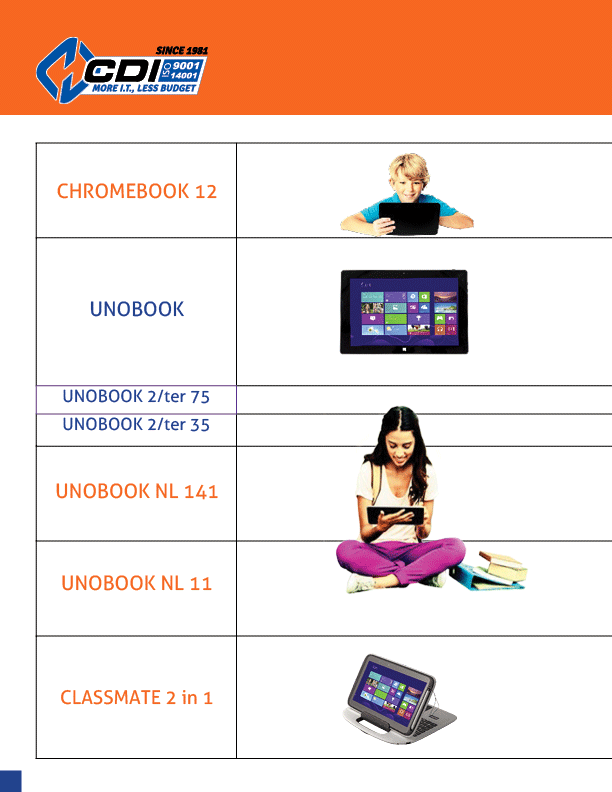 SINCE 1981
CDI ISO 9001
14001
MORE I.T., LESS BUDGET
CHROMEBOOK 12
UNOBOOK
UNOBOOK 2/ter 75
UNOBOOK 2/ter 35
UNOBOOK NL 141
UNOBOOK NL 11
CLASSMATE 2 in 1